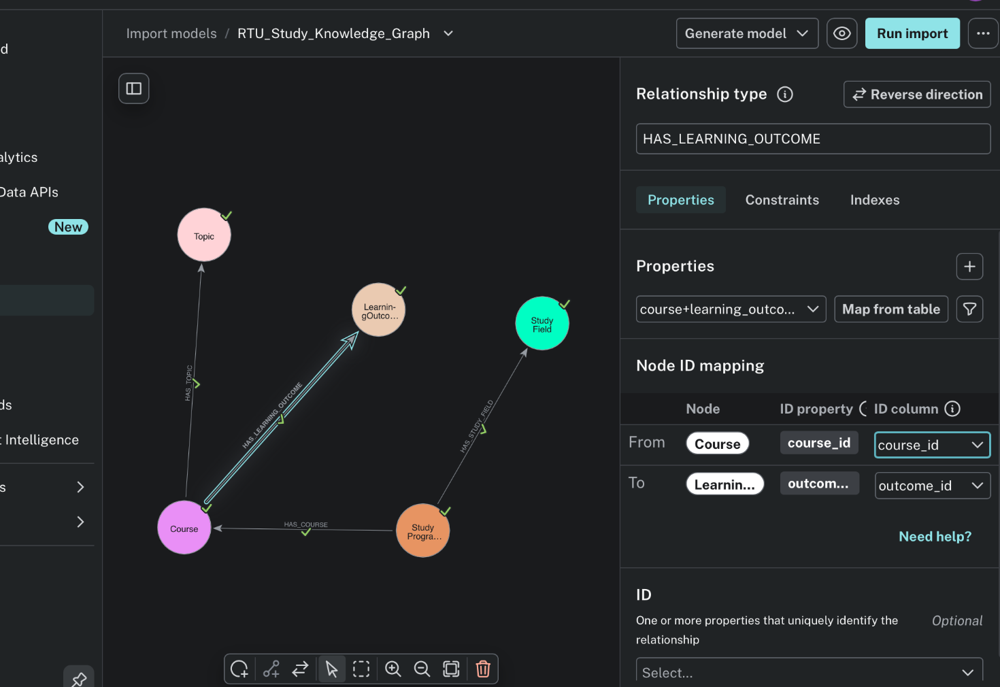 Import models / RTU_Study_Knowledge_Graph
Generate model
Run import
d
alytics
Data APIs
New
ds
t Intelligence
s
Relationship type
Reverse direction
HAS_LEARNING_OUTCOME
Properties
Constraints
Indexes
Properties
course+learning_outco...
Map from table
Node ID mapping
Node
ID property
ID column
From
Course
course_id
course_id
To
Learnin...
outcom...
outcome_id
Need help?
ID
One or more properties that uniquely identify the
relationship
Optional
Select...
Topic
Learnin-
gOutco...
Study
Field
HAS_TOPIC
HAS_LEARNING_OUTCOME
HAS_STUDY_FIELD
Course
HAS_COURSE
Study
Progra...